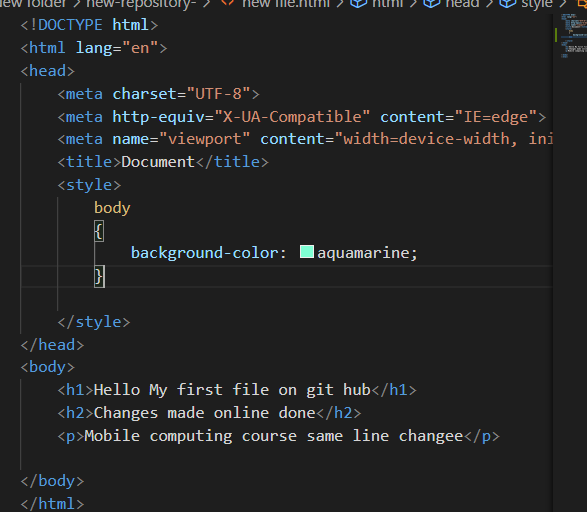 new folder > new-repository- > new file.html > html > head > style >
<!DOCTYPE html>
<html lang="en">
<head>
    <meta charset="UTF-8">
    <meta http-equiv="X-UA-Compatible" content="IE=edge">
    <meta name="viewport" content="width=device-width, ini
    <title>Document</title>
    <style>
        body
        {
            background-color: aquamarine;
        }
    </style>
</head>
<body>
    <h1>Hello My first file on git hub</h1>
    <h2>Changes made online done</h2>
    <p>Mobile computing course same line changee</p>
</body>
</html>